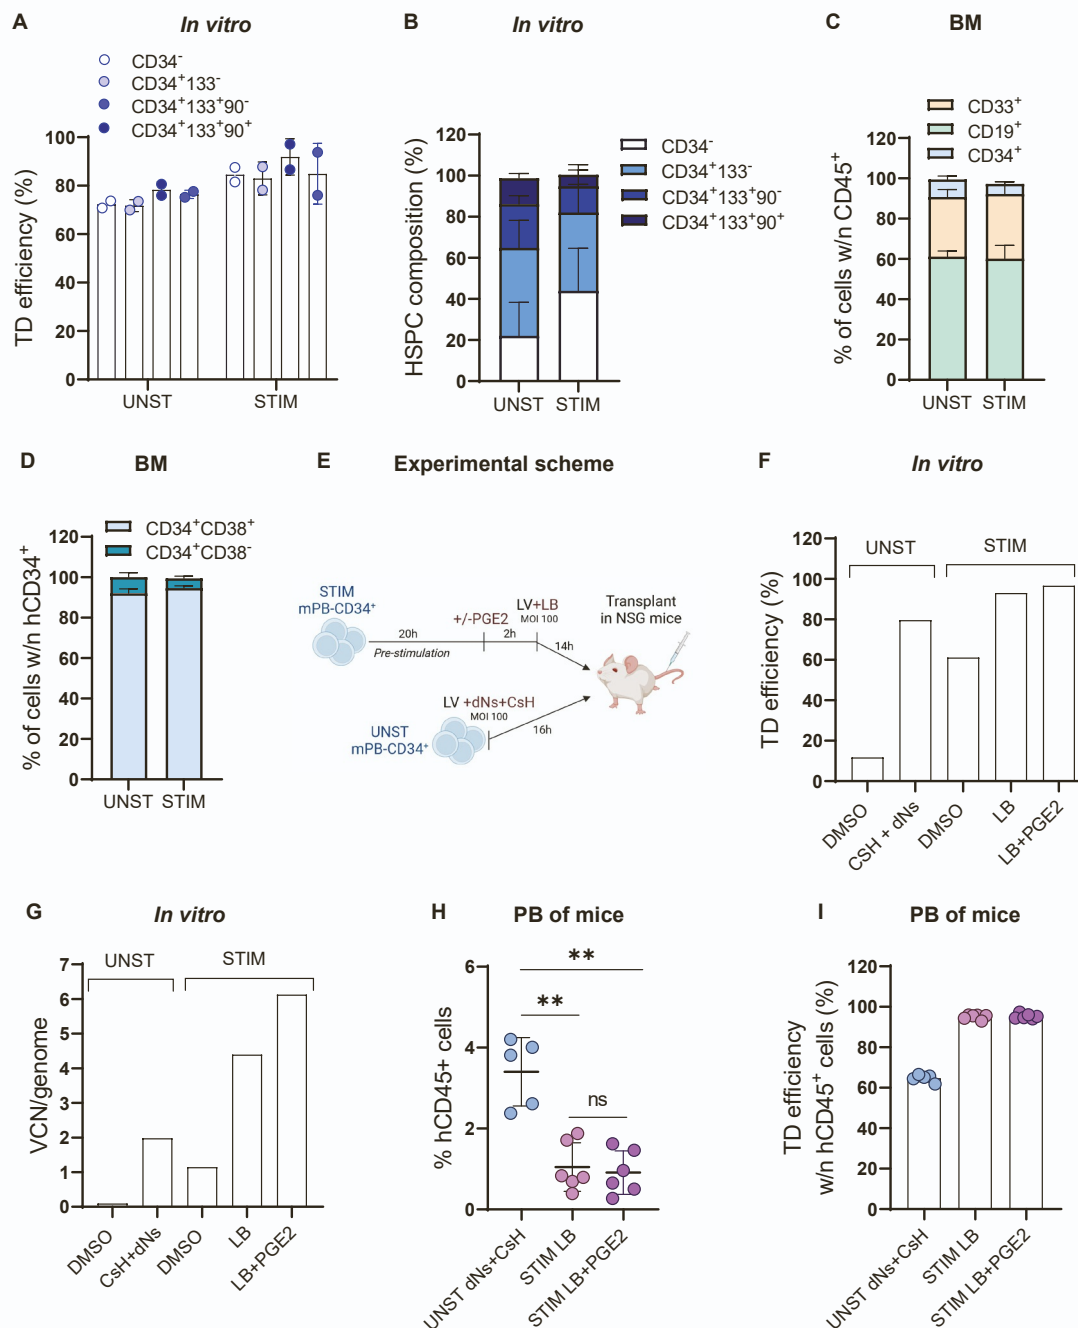 A
In vitro
CD34-
CD34+133-
CD34+133+90-
CD34+133+90+
TD efficiency (%)
100
80
60
40
20
0
UNST
STIM
B
In vitro
HSPC composition (%)
120
100
80
60
40
20
0
UNST STIM
CD34-
CD34+133-
CD34+133+90-
CD34+133+90+
C
BM
CD33+
CD19+
CD34+
% of cells w/n CD45+
120
100
80
60
40
20
0
UNST STIM
D
BM
CD34+CD38+
CD34+CD38-
% of cells w/n hCD34+
120
100
80
60
40
20
0
UNST STIM
E
Experimental scheme
STIM
mPB-CD34+
20h
Pre-stimulation
+/-PGE2
2h
LV+LB
MOI 100
14h
Transplant
in NSG mice
LV +dNs+CsH
MOI 100
UNST
mPB-CD34+
16h
F
In vitro
TD efficiency (%)
120
100
80
60
40
20
0
UNST
STIM
DMSO
CSH + dNs
DMSO
LB
LB+PGE2
G
In vitro
VCN/genome
7
6
5
4
3
2
1
0
UNST
STIM
DMSO
CsH+dNs
DMSO
LB
LB+PGE2
H
PB of mice
% hCD45+ cells
6
4
2
0
**
**
ns
UNST dNs+CsH
STIM LB
STIM LB+PGE2
I
PB of mice
TD efficiency
w/n hCD45+ cells (%)
120
100
80
60
40
20
0
UNST dNs+CsH
STIM LB
STIM LB+PGE2